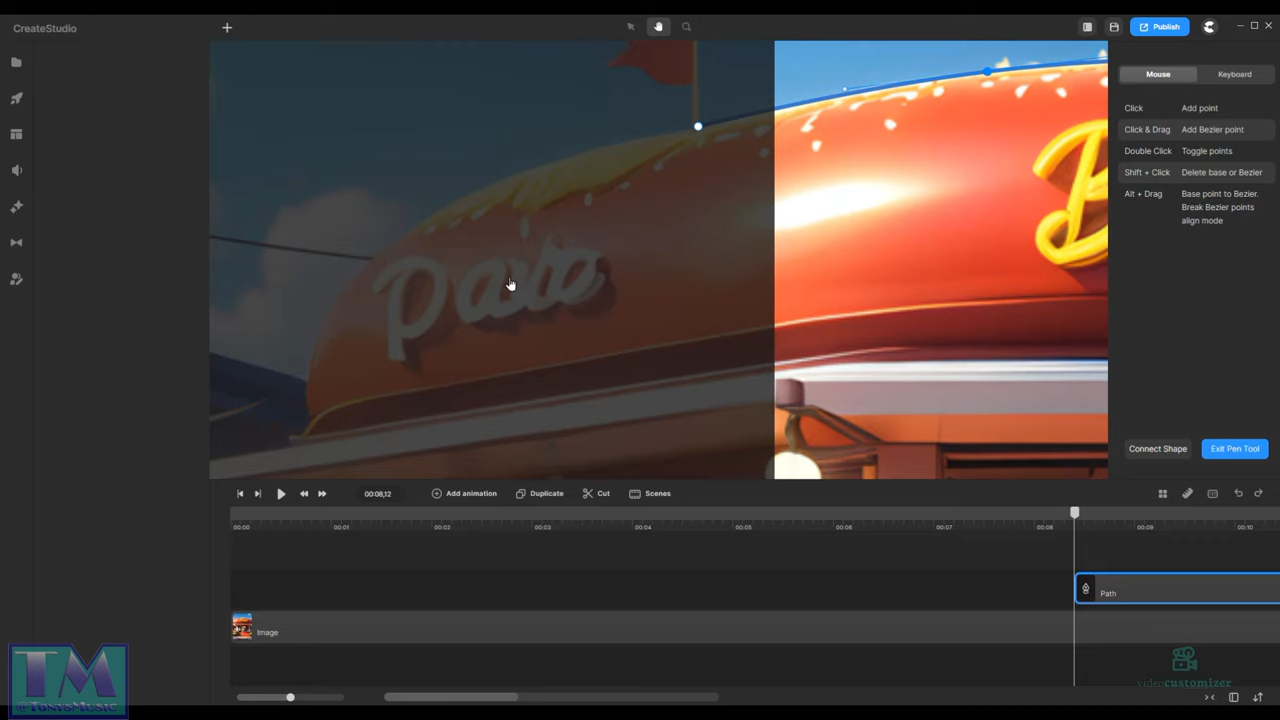 CreateStudio
Publish
Mouse
Keyboard
Click
Add point
Click & Drag
Add Bezier point
Double Click
Toggle points
Shift + Click
Delete base or Bezier
Alt + Drag
Base point to Bezier.
Break Bezier points
align mode
Connect Shape
Exit Pen Tool
00:08,12
Add animation
Duplicate
Cut
Scenes
00:00
00:01
00:02
00:03
00:04
00:05
00:06
00:07
00:08
00:09
00:10
Path
Image
TM
@TonysMusic
videocustomizer